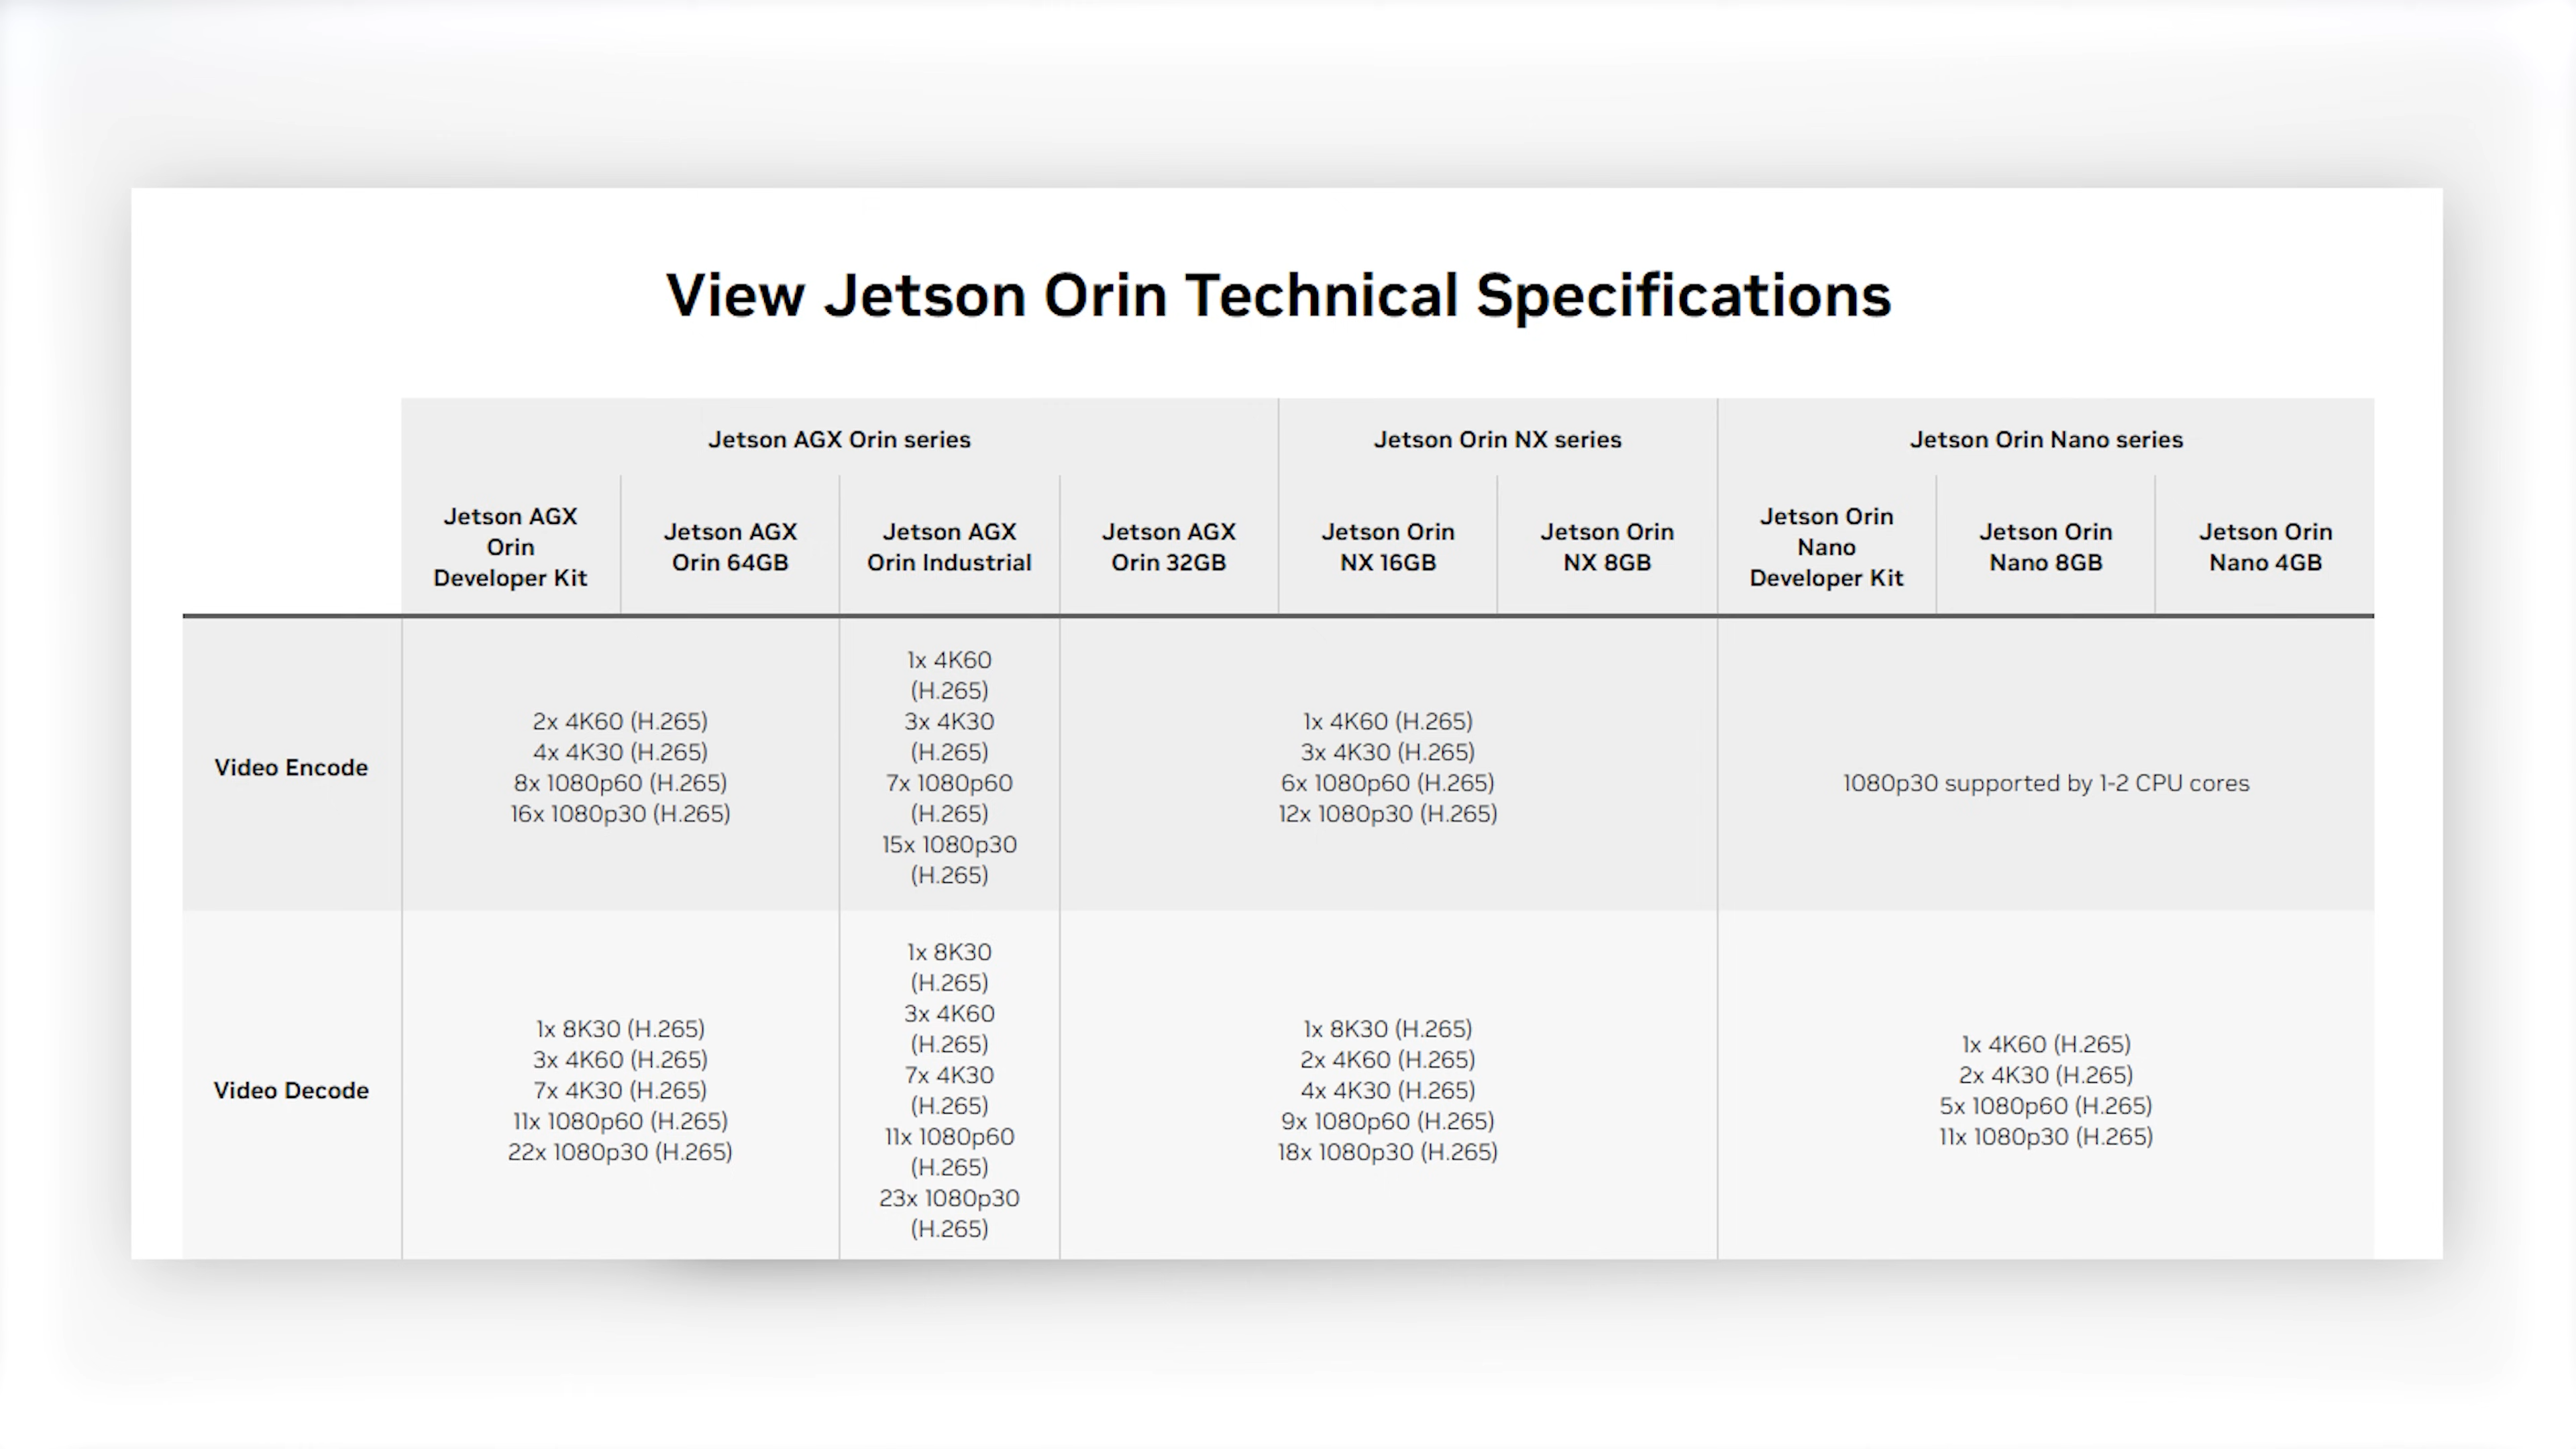 View Jetson Orin Technical Specifications
Jetson AGX Orin series
Jetson Orin NX series
Jetson Orin Nano series
Jetson AGX
Orin
Developer Kit
Jetson AGX
Orin 64GB
Jetson AGX
Orin Industrial
Jetson AGX
Orin 32GB
Jetson Orin
NX 16GB
Jetson Orin
NX 8GB
Jetson Orin
Nano
Developer Kit
Jetson Orin
Nano 8GB
Jetson Orin
Nano 4GB
Video Encode
2x 4K60 (H.265)
4x 4K30 (H.265)
8x 1080p60 (H.265)
16x 1080p30 (H.265)
1x 4K60
(H.265)
3x 4K30
(H.265)
7x 1080p60
(H.265)
15x 1080p30
(H.265)
1x 4K60 (H.265)
3x 4K30 (H.265)
6x 1080p60 (H.265)
12x 1080p30 (H.265)
1080p30 supported by 1-2 CPU cores
Video Decode
1x 8K30 (H.265)
3x 4K60 (H.265)
7x 4K30 (H.265)
11x 1080p60 (H.265)
22x 1080p30 (H.265)
1x 8K30
(H.265)
3x 4K60
(H.265)
7x 4K30
(H.265)
11x 1080p60
(H.265)
23x 1080p30
(H.265)
1x 8K30 (H.265)
2x 4K60 (H.265)
4x 4K30 (H.265)
9x 1080p60 (H.265)
18x 1080p30 (H.265)
1x 4K60 (H.265)
2x 4K30 (H.265)
5x 1080p60 (H.265)
11x 1080p30 (H.265)